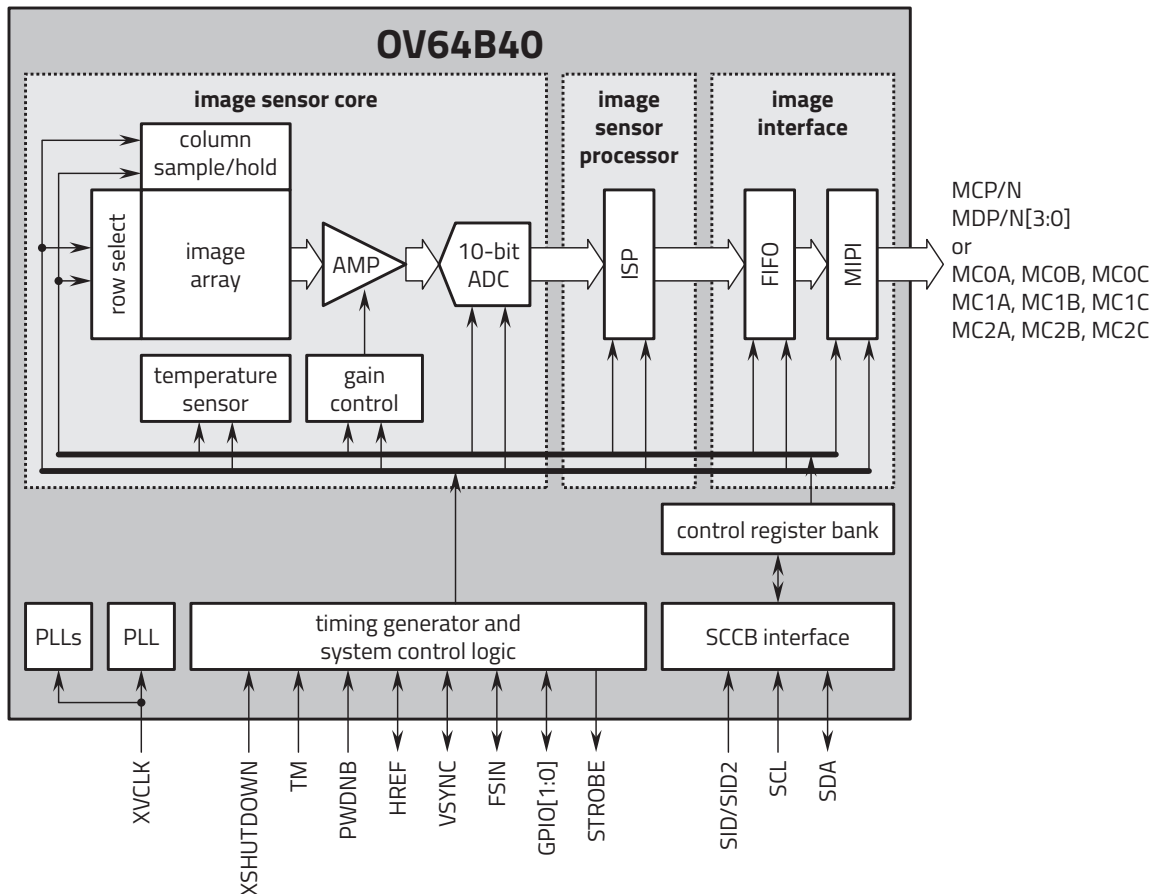 OV64B40
image sensor core
image
sensor
processor
image
interface
column
sample/hold
row select
image
array
AMP
10-bit
ADC
ISP
FIFO
MIPI
MCP/N
MDP/N[3:0]
or
MC0A, MC0B, MC0C
MC1A, MC1B, MC1C
MC2A, MC2B, MC2C
temperature
sensor
gain
control
control register bank
PLLs
PLL
timing generator and
system control logic
SCCB interface
XVCLK
XSHUTDOWN
TM
PWDNB
HREF
VSYNC
FSIN
GPIO[1:0]
STROBE
SID/SID2
SCL
SDA